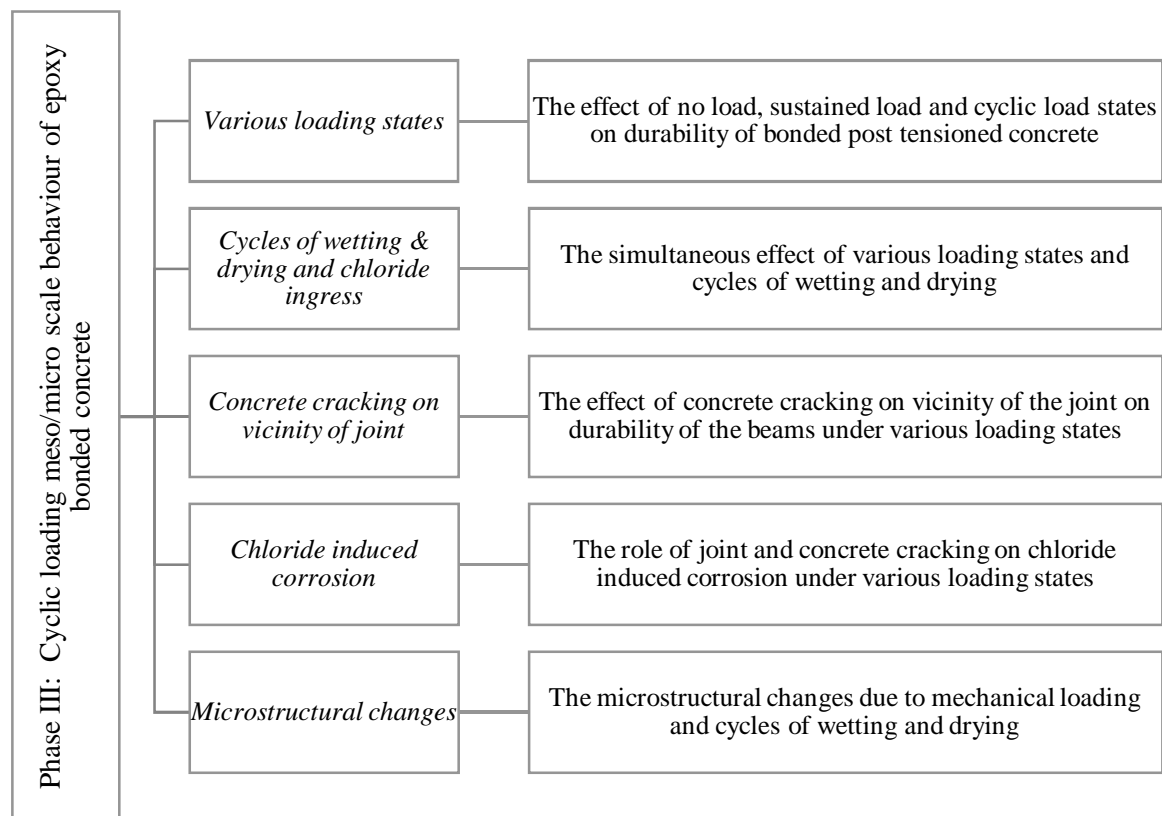 Phase III: Cyclic loading meso/micro scale behaviour of epoxy
bonded concrete
Various loading states
The effect of no load, sustained load and cyclic load states
on durability of bonded post tensioned concrete
Cycles of wetting &
drying and chloride
ingress
The simultaneous effect of various loading states and
cycles of wetting and drying
Concrete cracking on
vicinity of joint
The effect of concrete cracking on vicinity of the joint on
durability of the beams under various loading states
Chloride induced
corrosion
The role of joint and concrete cracking on chloride
induced corrosion under various loading states
Microstructural changes
The microstructural changes due to mechanical loading
and cycles of wetting and drying